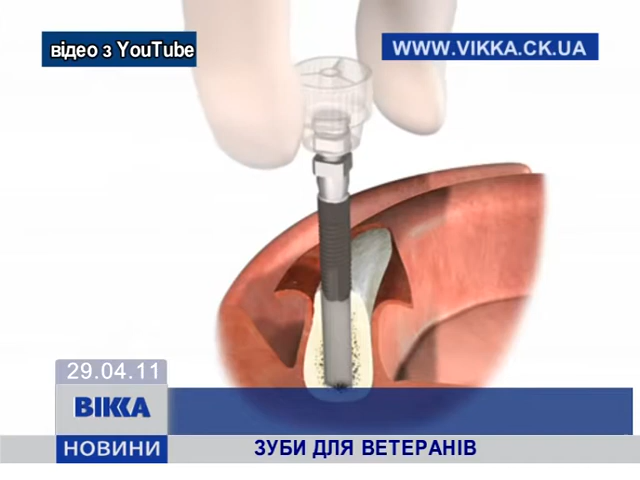 відео з YouTube
WWW.VIKKA.CK.UA
29.04.11
ВІККА
НОВИНИ
ЗУБИ ДЛЯ ВЕТЕРАНІВ